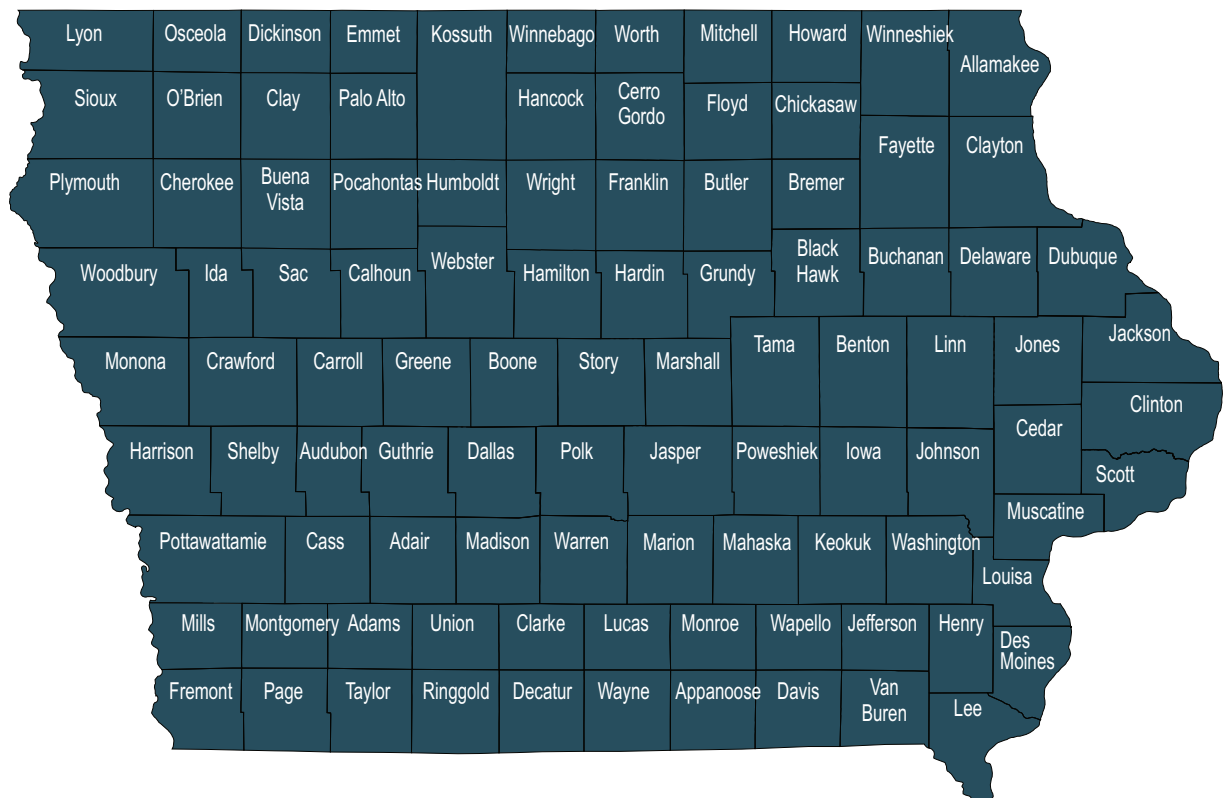 Lyon
Osceola
Dickinson
Emmet
Kossuth
Winnebago
Worth
Mitchell
Howard
Winneshiek
Allamakee
Sioux
O'Brien
Clay
Palo Alto
Hancock
Cerro
Gordo
Floyd
Chickasaw
Fayette
Clayton
Plymouth
Cherokee
Buena
Vista
Pocahontas
Humboldt
Wright
Franklin
Butler
Bremer
Woodbury
Ida
Sac
Calhoun
Webster
Hamilton
Hardin
Grundy
Black
Hawk
Buchanan
Delaware
Dubuque
Monona
Crawford
Carroll
Greene
Boone
Story
Marshall
Tama
Benton
Linn
Jones
Jackson
Clinton
Cedar
Harrison
Shelby
Audubon
Guthrie
Dallas
Polk
Jasper
Poweshiek
Iowa
Johnson
Scott
Muscatine
Pottawattamie
Cass
Adair
Madison
Warren
Marion
Mahaska
Keokuk
Washington
Louisa
Mills
Montgomery
Adams
Union
Clarke
Lucas
Monroe
Wapello
Jefferson
Henry
Des
Moines
Fremont
Page
Taylor
Ringgold
Decatur
Wayne
Appanoose
Davis
Van
Buren
Lee